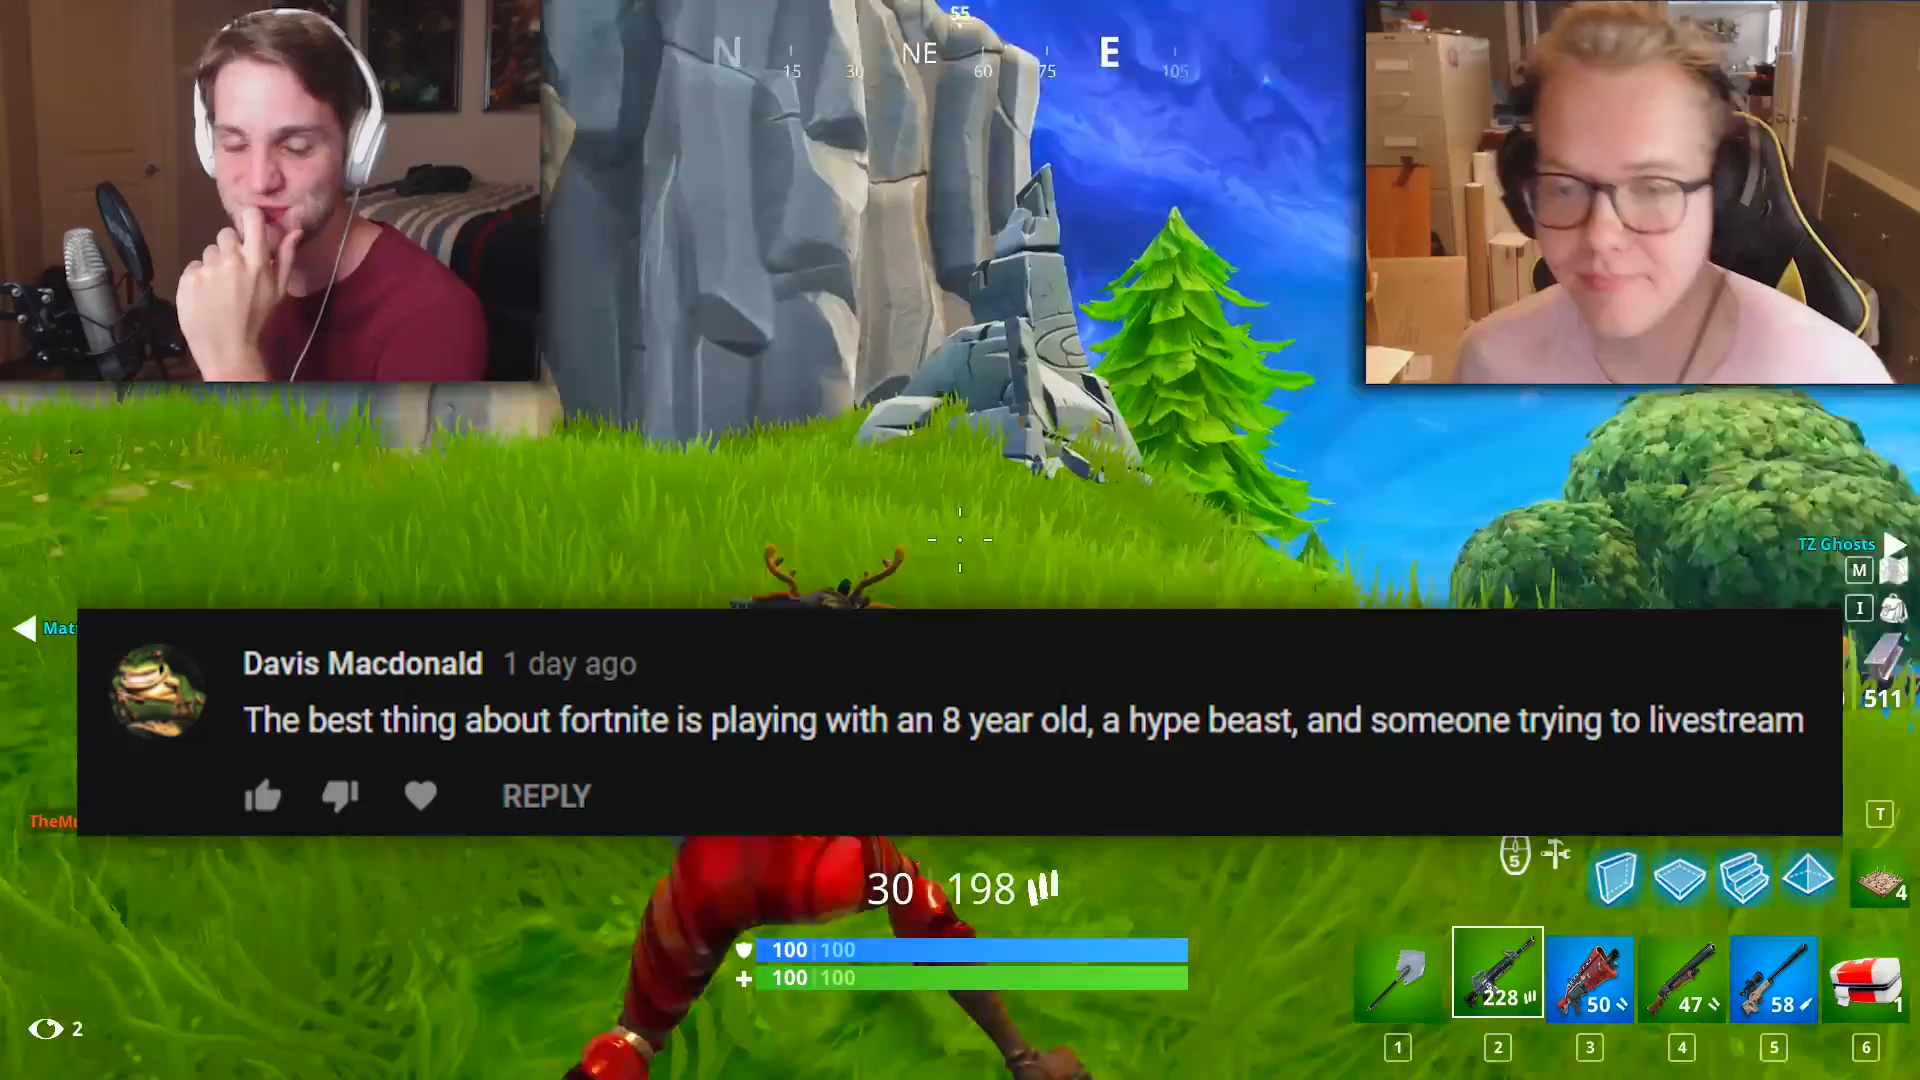 55
N 15 30 NE 60 75 E 105
TZ Ghosts
M
I
Mat
511
Davis Macdonald 1 day ago
The best thing about fortnite is playing with an 8 year old, a hype beast, and someone trying to livestream
REPLY
TheM
T
5
4
30 198
100 | 100
100 | 100
228 50 47 58 1
2
1 2 3 4 5 6